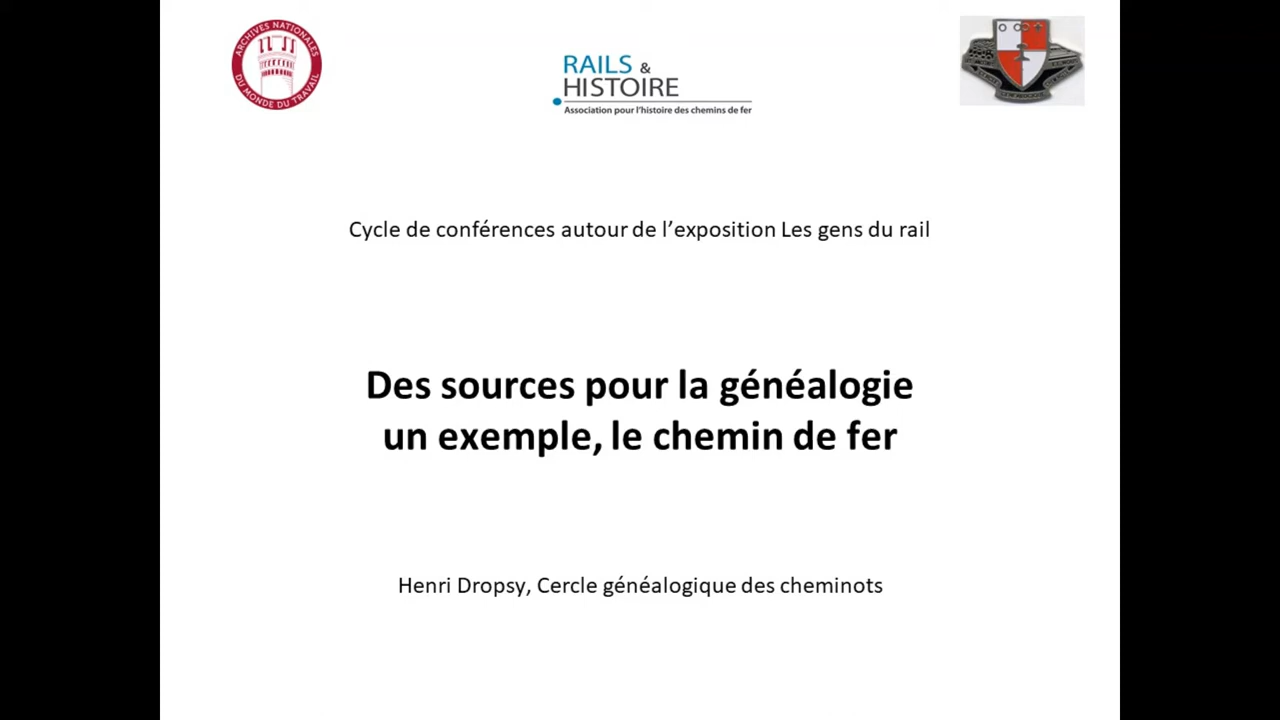 ARCHIVES NATIONALES
DU MONDE DU TRAVAIL
RAILS &
HISTOIRE
Association pour l'histoire des chemins de fer
Cycle de conférences autour de l’exposition Les gens du rail
Des sources pour la généalogie
un exemple, le chemin de fer
Henri Dropsy, Cercle généalogique des cheminots